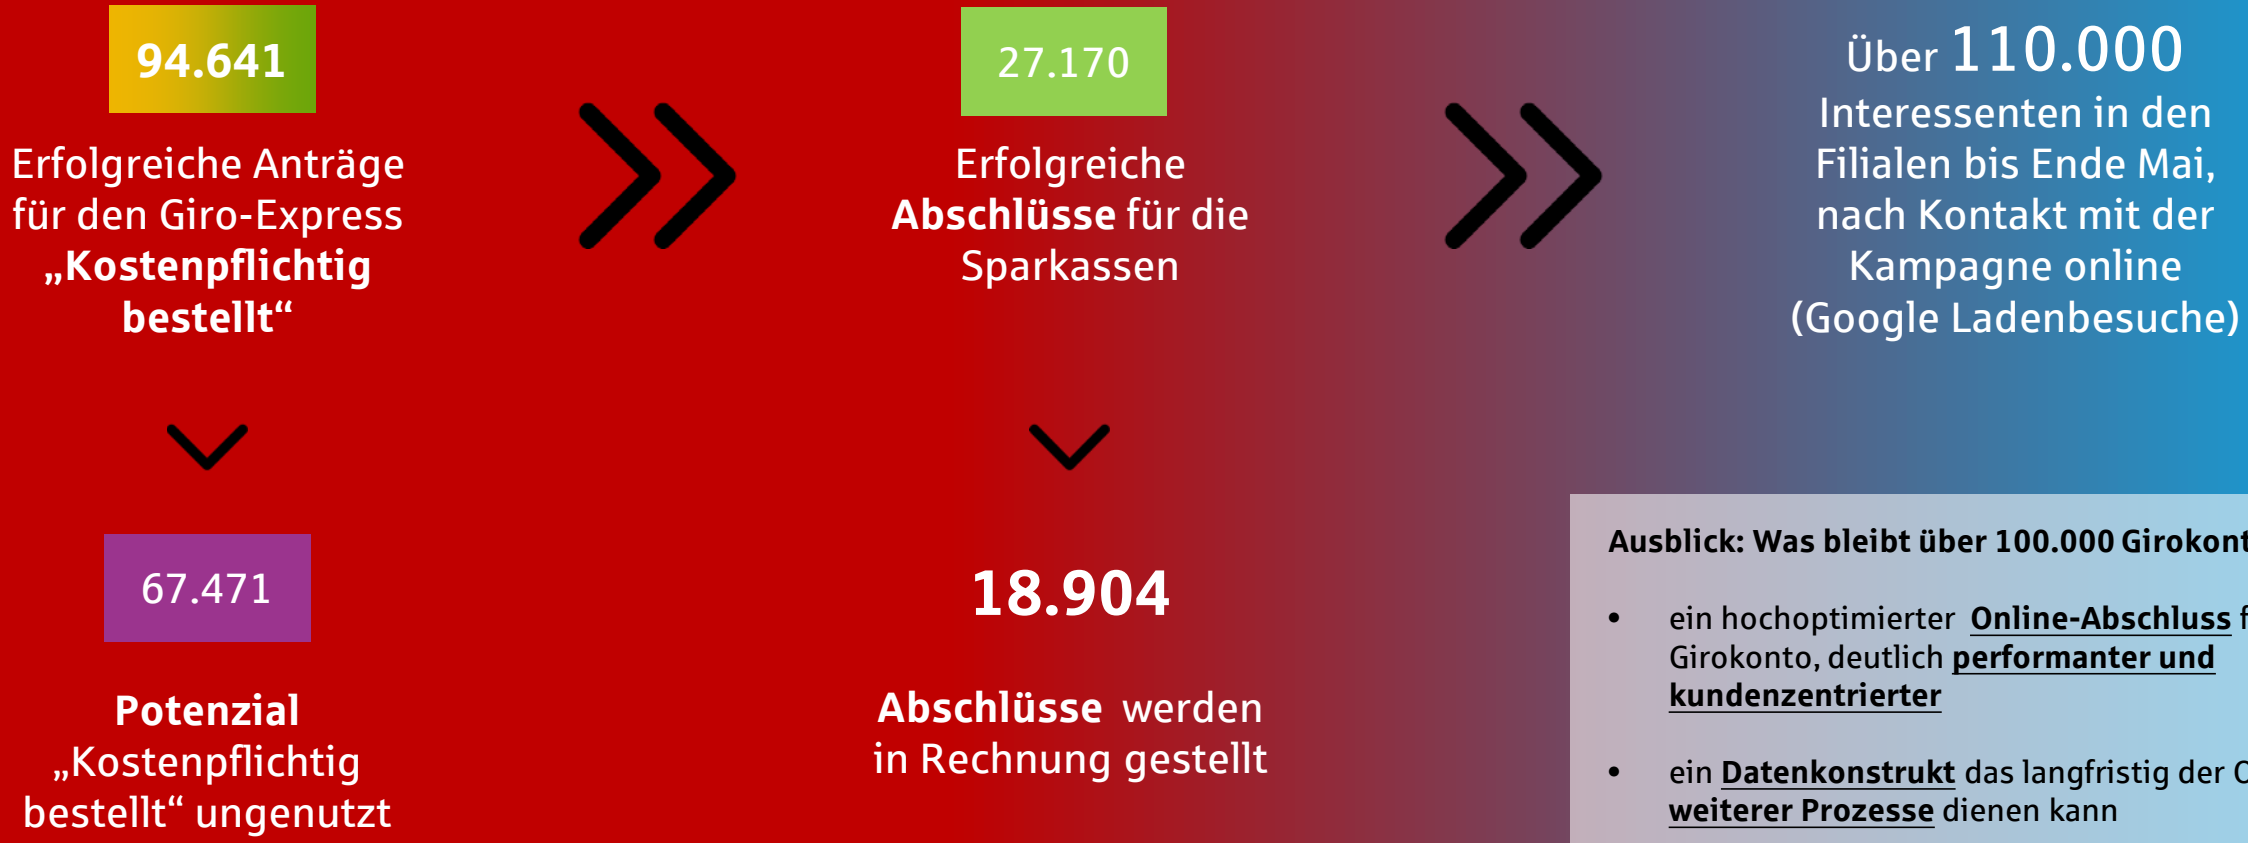 94.641
Erfolgreiche Anträge
für den Giro-Express
„Kostenpflichtig
bestellt“
27.170
Erfolgreiche
Abschlüsse für die
Sparkassen
Über 110.000
Interessenten in den
Filialen bis Ende Mai,
nach Kontakt mit der
Kampagne online
(Google Ladenbesuche)
67.471
Potenzial
„Kostenpflichtig
bestellt“ ungenutzt
18.904
Abschlüsse werden
in Rechnung gestellt
Ausblick: Was bleibt über 100.000
• ein hochoptimierter Online-Abschluss
Girokonto, deutlich performanter und
kundenzentrierter
• ein Datenkonstrukt das langfristig der
weiterer Prozesse dienen kann